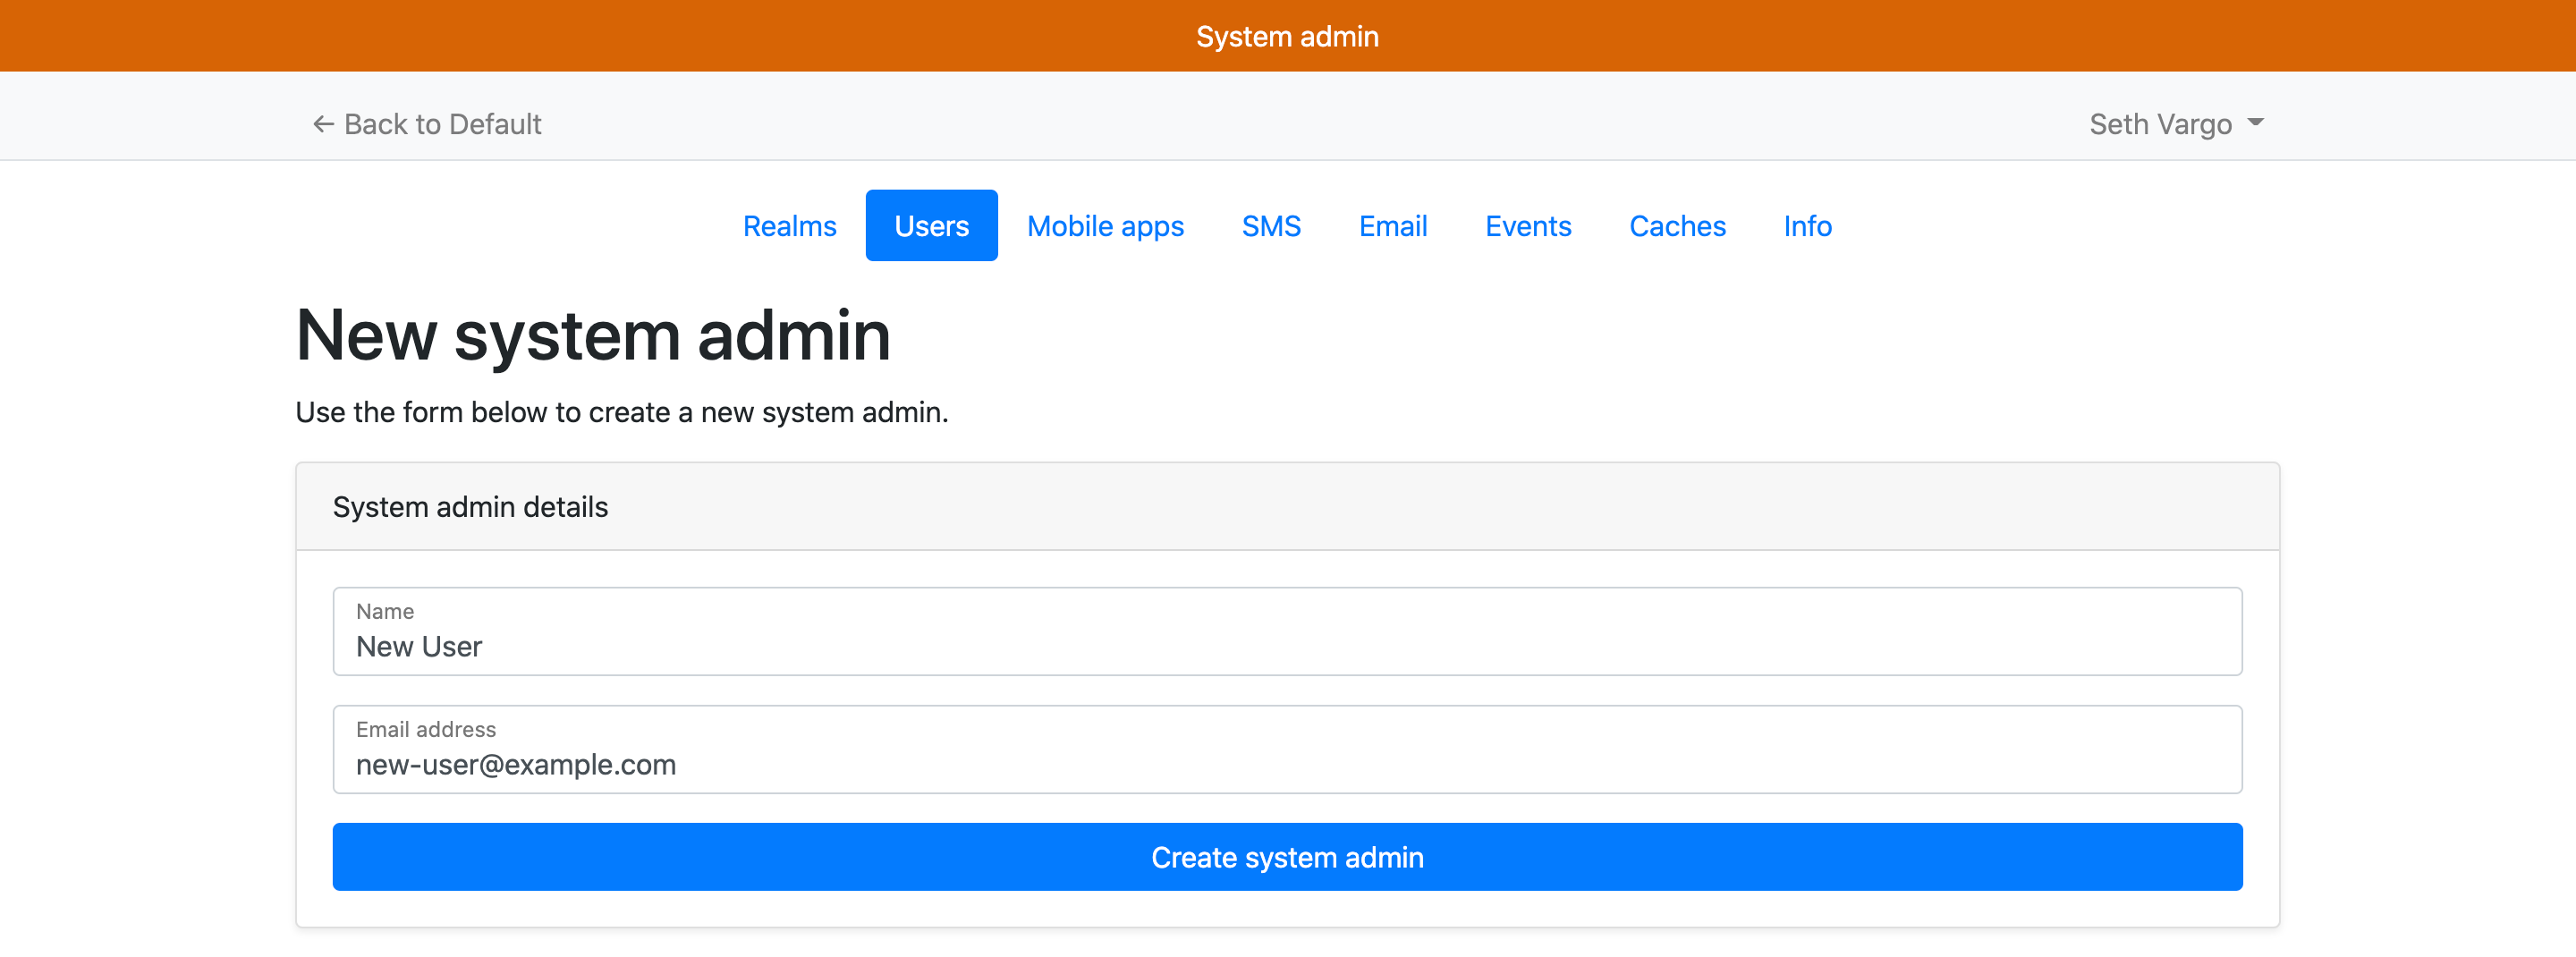 System admin
← Back to Default
Seth Vargo
Realms Users Mobile apps SMS Email Events Caches Info
New system admin
Use the form below to create a new system admin.
System admin details
Name
New User
Email address
new-user@example.com
Create system admin